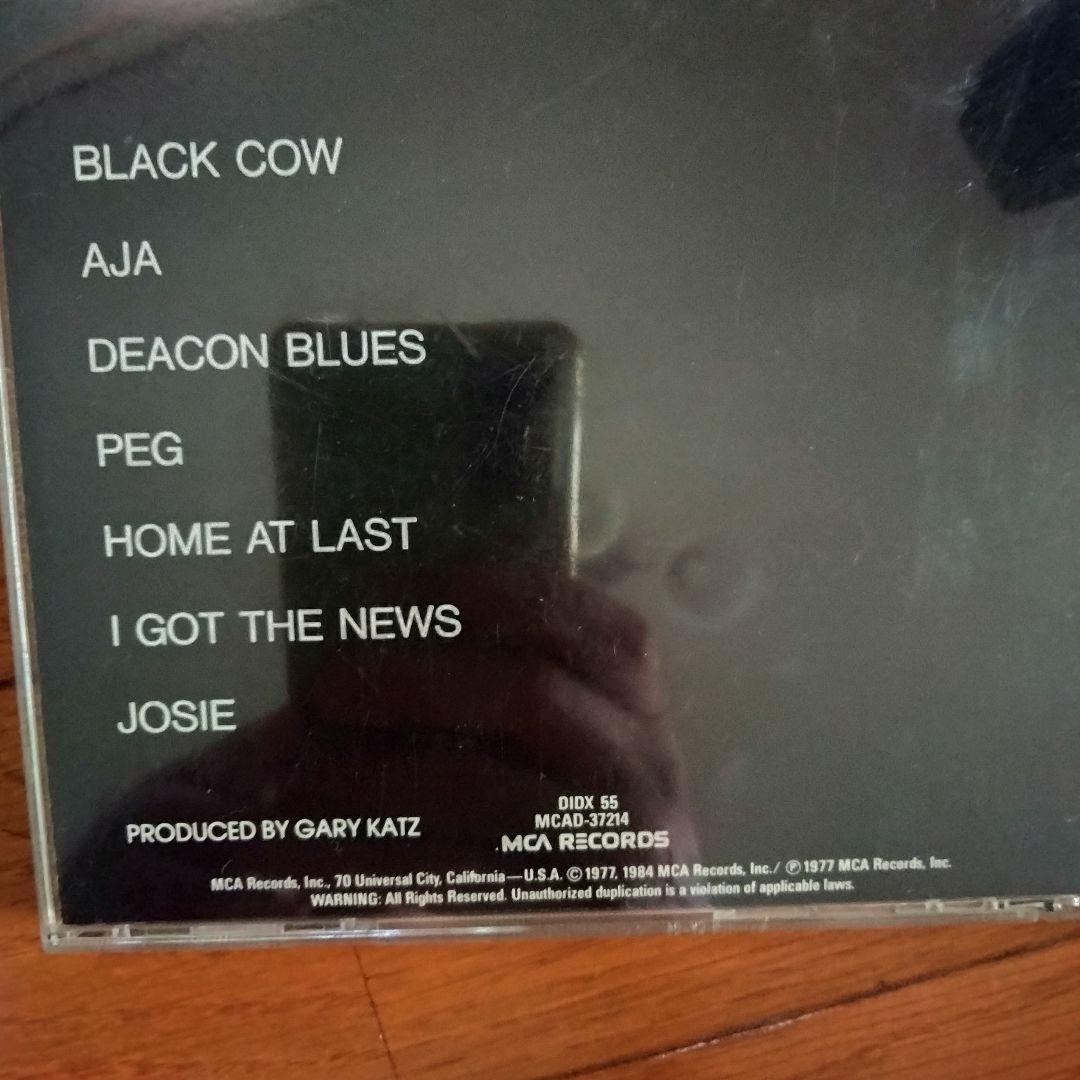 BLACK COW
AJA
DEACON BLUES
PEG
HOME AT LAST
I GOT THE NEWS
JOSIE
PRODUCED BY GARY KATZ
DIDX 55
MCAD-37214
MCA RECORDS
MCA Records, Inc., 70 Universal City, California—U.S.A. ©1977, 1984 MCA Records, Inc./ ℗1977 MCA Records, Inc.
WARNING: All Rights Reserved. Unauthorized duplication is a violation of applicable laws.